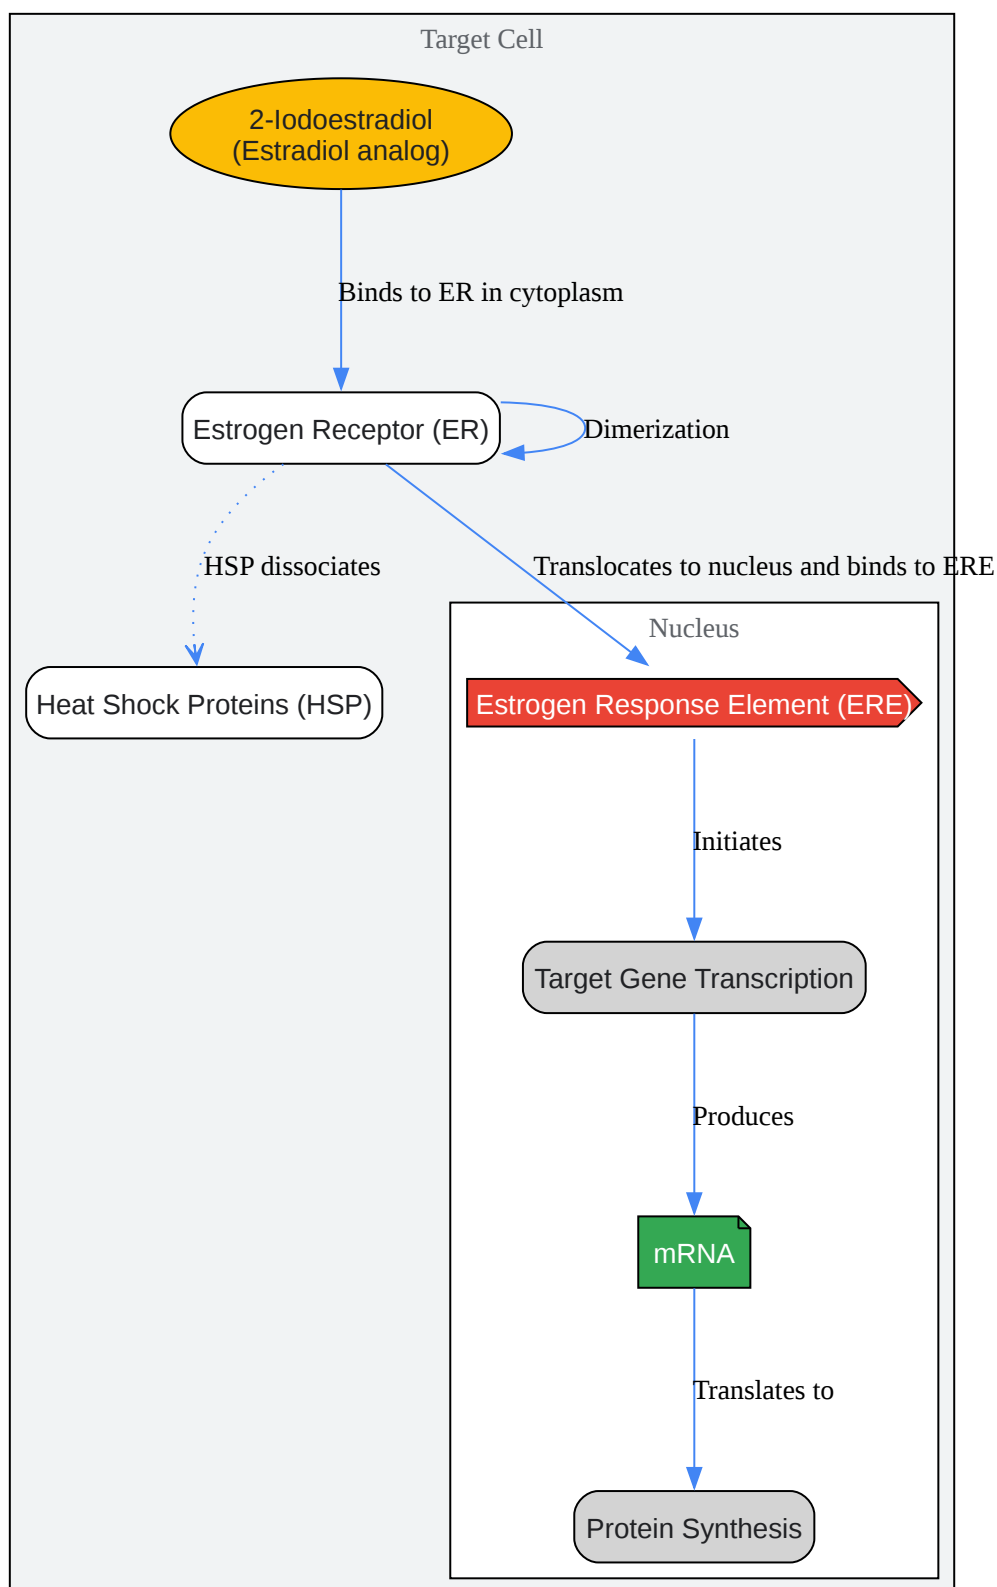 Target Cell
2-Iodoestradiol
(Estradiol analog)
Binds to ER in cytoplasm
Estrogen Receptor (ER)
Dimerization
HSP dissociates
Translocates to nucleus and binds to ERE
Nucleus
Heat Shock Proteins (HSP)
Estrogen Response Element (ERE)
Initiates
Target Gene Transcription
Produces
mRNA
Translates to
Protein Synthesis